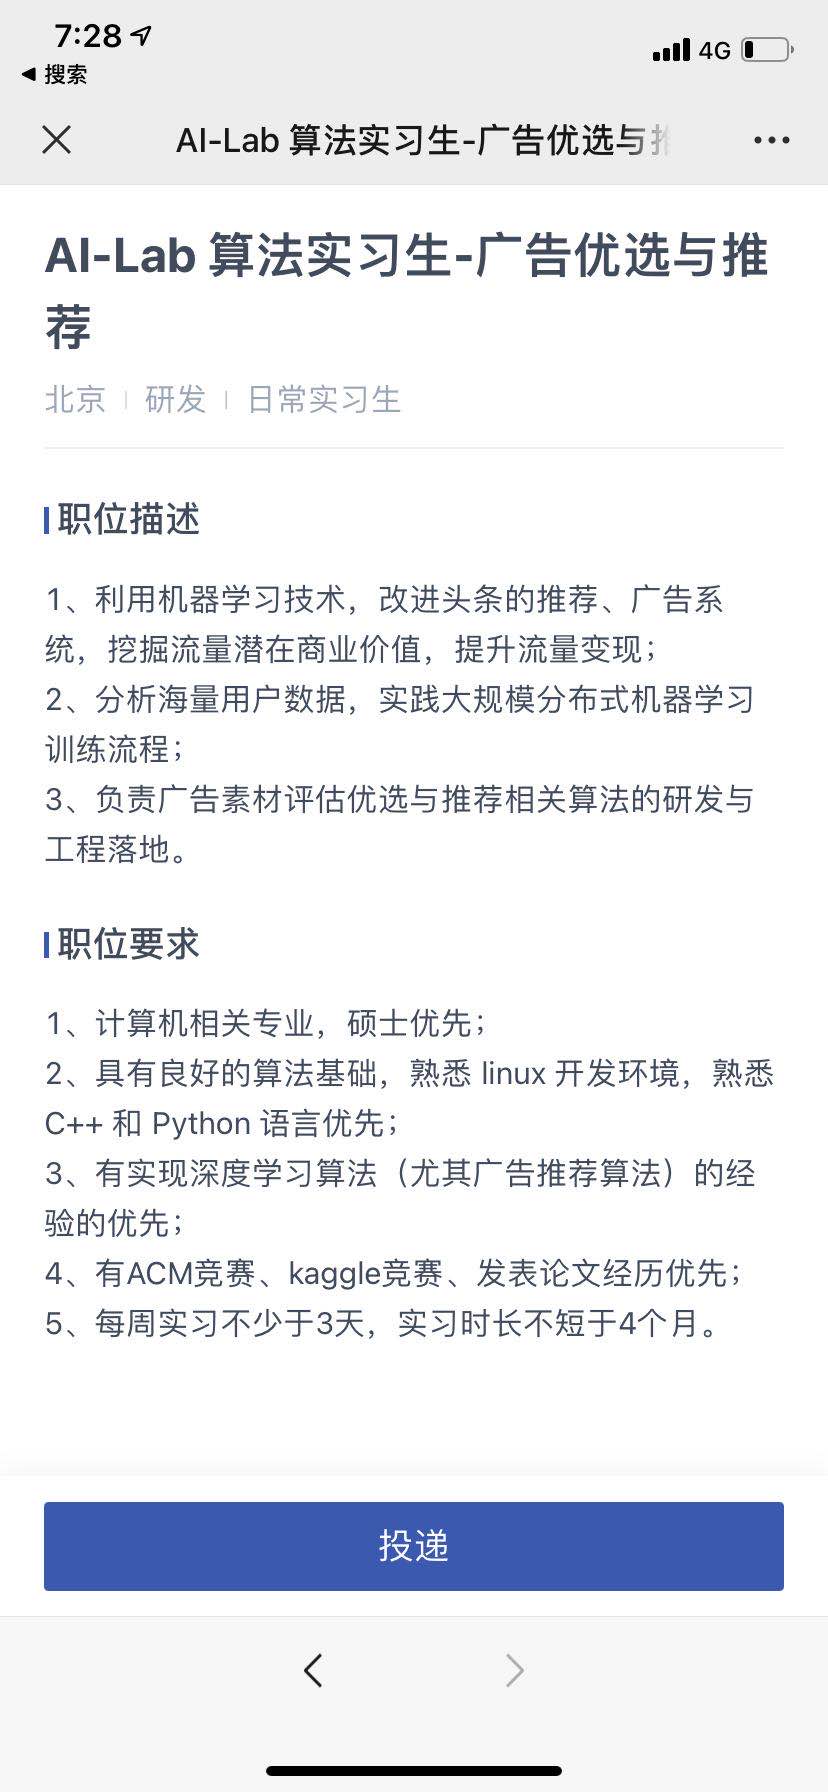 7:28
4G
搜索
AI-Lab 算法实习生-广告优选与推
AI-Lab 算法实习生-广告优选与推
荐
北京 | 研发 | 日常实习生
职位描述
1、利用机器学习技术，改进头条的推荐、广告系
统，挖掘流量潜在商业价值，提升流量变现；
2、分析海量用户数据，实践大规模分布式机器学习
训练流程；
3、负责广告素材评估优选与推荐相关算法的研发与
工程落地。
职位要求
1、计算机相关专业，硕士优先；
2、具有良好的算法基础，熟悉 linux 开发环境，熟悉
C++ 和 Python 语言优先；
3、有实现深度学习算法（尤其广告推荐算法）的经
验的优先；
4、有ACM竞赛、kaggle竞赛、发表论文经历优先；
5、每周实习不少于3天，实习时长不短于4个月。
投递